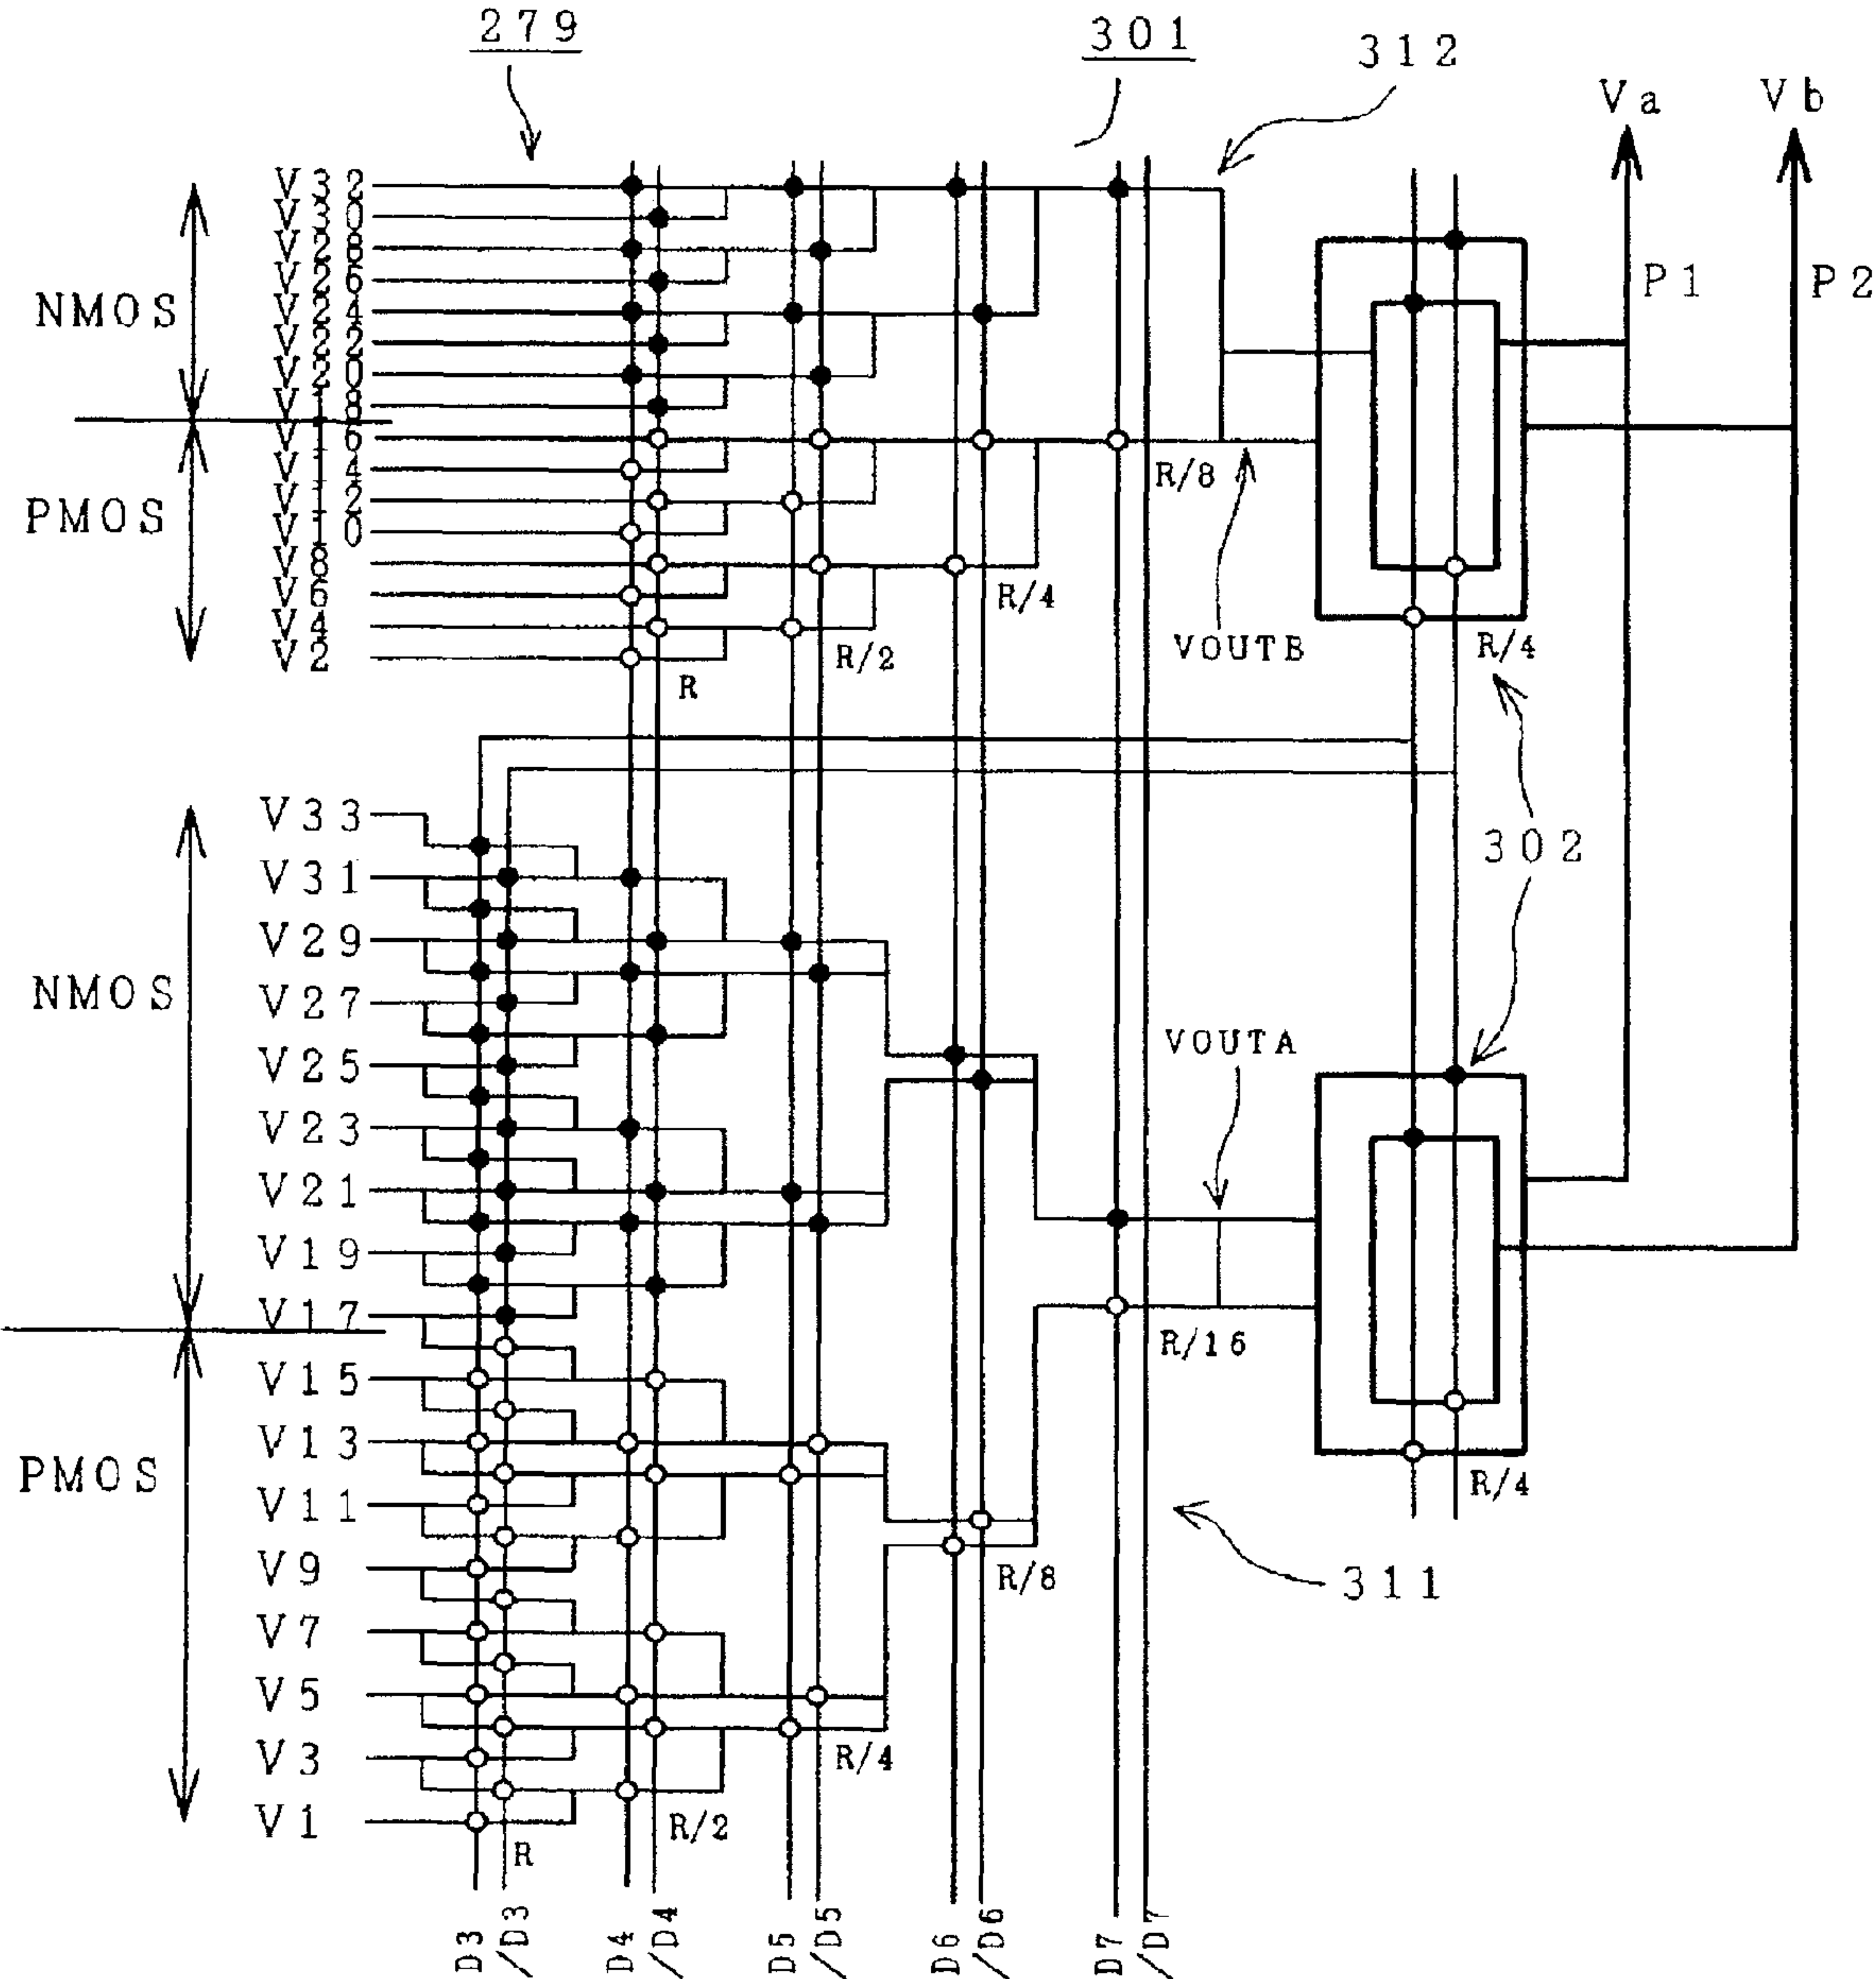 279
301
312
Va
Vb
V32
V30
V28
V26
V24
V22
V20
V18
V16
V14
V12
V10
V8
V6
V4
V2
NMOS
PMOS
P1
P2
R/8
R/4
R/2
R
VOUTB
R/4
302
V33
V31
V29
V27
V25
V23
V21
V19
V17
V15
V13
V11
V9
V7
V5
V3
V1
NMOS
PMOS
VOUTA
R/16
R/4
R/8
311
R/4
R/2
R
D3
/D3
D4
/D4
D5
/D5
D6
/D6
D7
/D7